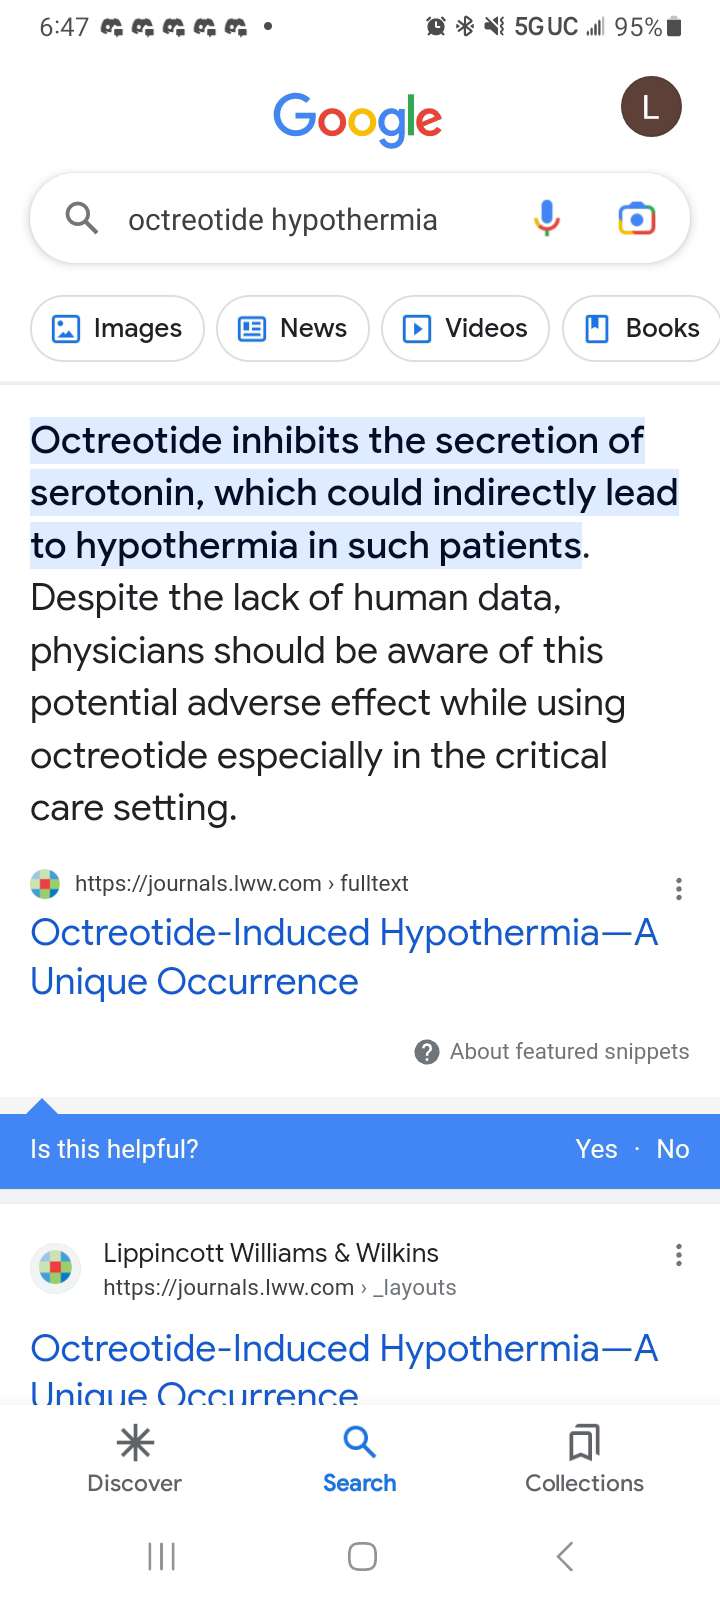 6:47 5G UC 95%
Google
L
octreotide hypothermia
Images News Videos Books
Octreotide inhibits the secretion of
serotonin, which could indirectly lead
to hypothermia in such patients.
Despite the lack of human data,
physicians should be aware of this
potential adverse effect while using
octreotide especially in the critical
care setting.
https://journals.lww.com › fulltext
Octreotide-Induced Hypothermia—A
Unique Occurrence
About featured snippets
Is this helpful? Yes · No
Lippincott Williams & Wilkins
https://journals.lww.com › _layouts
Octreotide-Induced Hypothermia—A
Unique Occurrence
Discover Search Collections